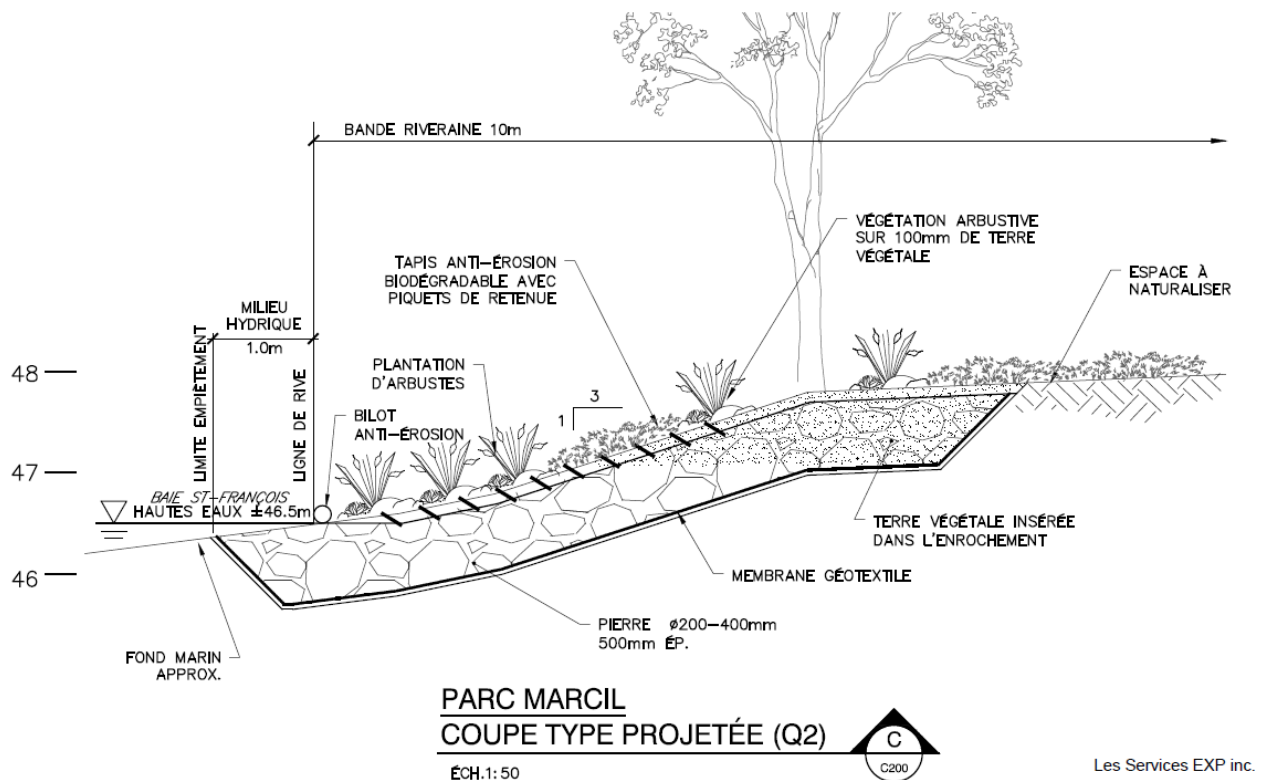 BANDE RIVERAINE 10m
VÉGÉTATION ARBUSTIVE
SUR 100mm DE TERRE
VÉGÉTALE
TAPIS ANTI-ÉROSION
BIODÉGRADABLE AVEC
PIQUETS DE RETENUE
ESPACE À
NATURALISER
MILIEU
HYDRIQUE
1.0m
LIMITE EMPIÈTEMENT
LIGNE DE RIVE
PLANTATION
D'ARBUSTES
3
1
BILOT
ANTI-ÉROSION
48
47
46
BAIE ST-FRANÇOIS
HAUTES EAUX ±46.5m
TERRE VÉGÉTALE INSÉRÉE
DANS L'ENROCHEMENT
MEMBRANE GÉOTEXTILE
PIERRE ø200-400mm
500mm ÉP.
FOND MARIN
APPROX.
PARC MARCIL
COUPE TYPE PROJETÉE (Q2)
C
C200
ÉCH.1:50
Les Services EXP inc.